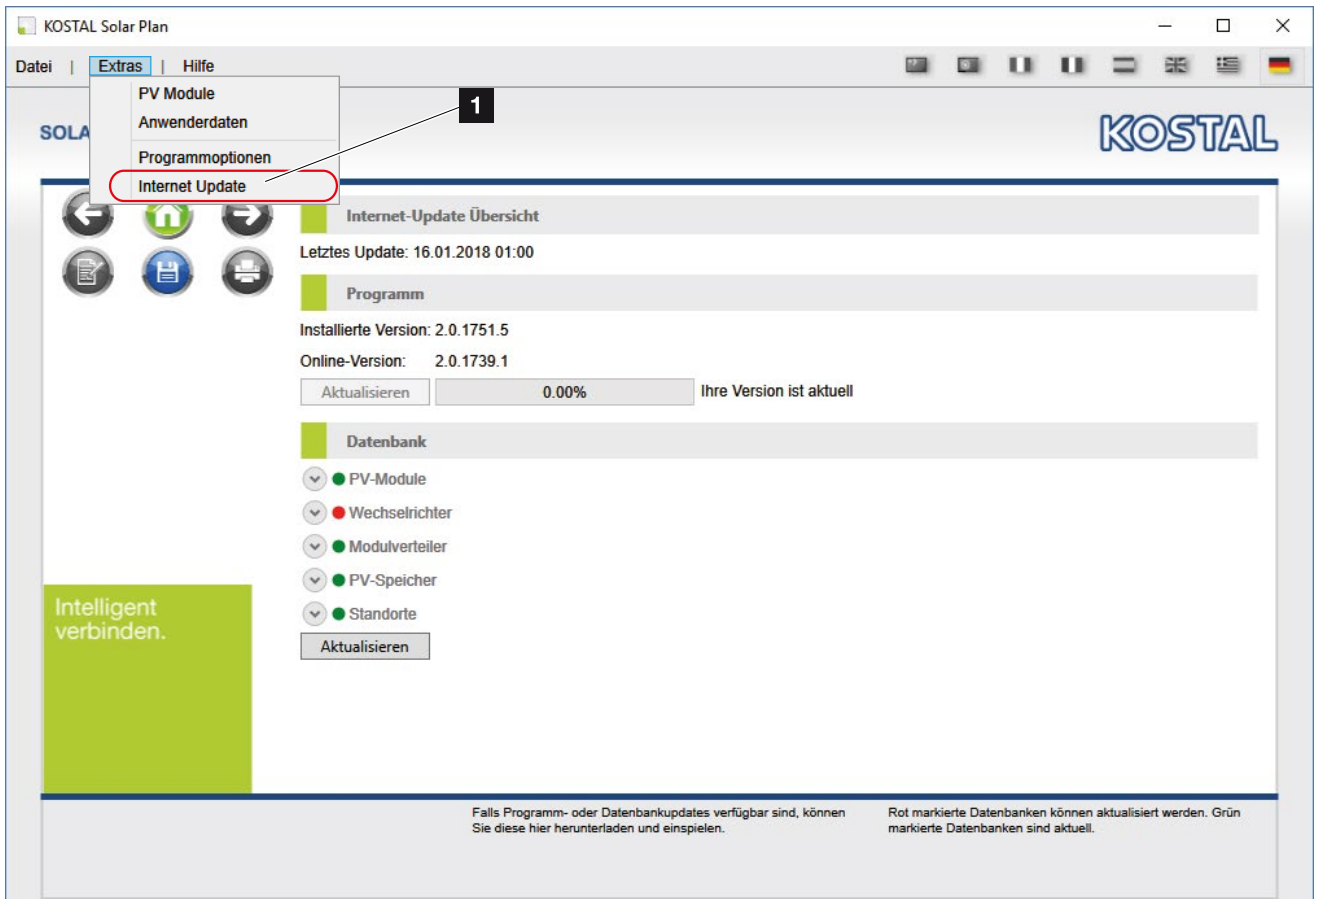 KOSTAL Solar Plan
Datei | Extras | Hilfe
PV Module
Anwenderdaten
Programmoptionen
Internet Update
1
SOLA
KOSTAL
Internet-Update Übersicht
Letztes Update: 16.01.2018 01:00
Programm
Installierte Version: 2.0.1751.5
Online-Version: 2.0.1739.1
Aktualisieren 0.00% Ihre Version ist aktuell
Datenbank
PV-Module
Wechselrichter
Modulverteiler
PV-Speicher
Standorte
Aktualisieren
Intelligent
verbinden.
Falls Programm- oder Datenbankupdates verfügbar sind, können
Sie diese hier herunterladen und einspielen.
Rot markierte Datenbanken können aktualisiert werden. Grün
markierte Datenbanken sind aktuell.